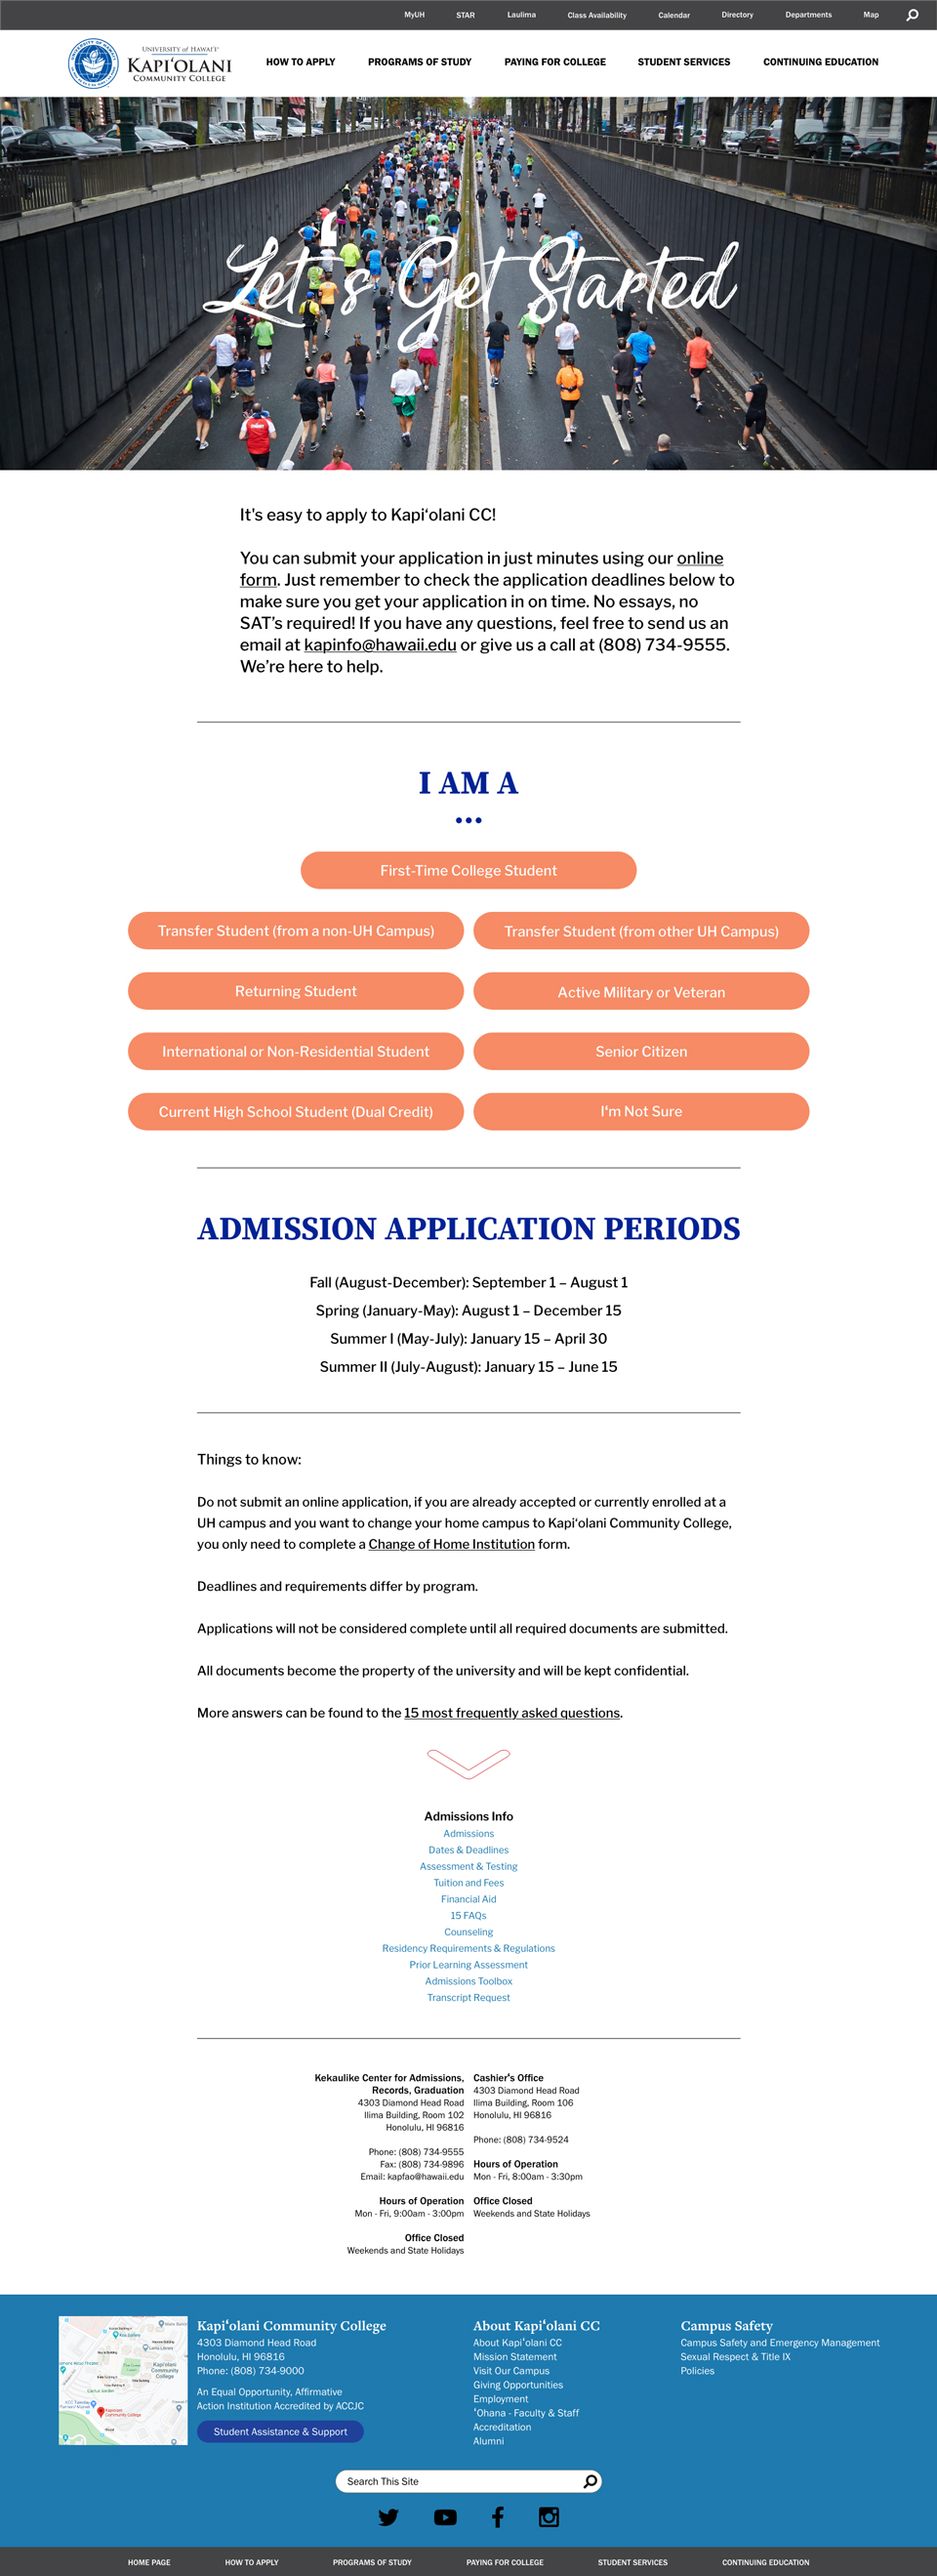 MyUH STAR Laulima Class Availability Calendar Directory Departments Map
UNIVERSITY of HAWAI‘I®
KAPI‘OLANI
COMMUNITY COLLEGE
HOW TO APPLY PROGRAMS OF STUDY PAYING FOR COLLEGE STUDENT SERVICES CONTINUING EDUCATION
Let‘s Get Started
It's easy to apply to Kapi‘olani CC!
You can submit your application in just minutes using our online
form. Just remember to check the application deadlines below to
make sure you get your application in on time. No essays, no
SAT’s required! If you have any questions, feel free to send us an
email at kapinfo@hawaii.edu or give us a call at (808) 734-9555.
We’re here to help.
I AM A
•••
First-Time College Student
Transfer Student (from a non-UH Campus)
Transfer Student (from other UH Campus)
Returning Student
Active Military or Veteran
International or Non-Residential Student
Senior Citizen
Current High School Student (Dual Credit)
I‘m Not Sure
ADMISSION APPLICATION PERIODS
Fall (August-December): September 1 – August 1
Spring (January-May): August 1 – December 15
Summer I (May-July): January 15 – April 30
Summer II (July-August): January 15 – June 15
Things to know:
Do not submit an online application, if you are already accepted or currently enrolled at a
UH campus and you want to change your home campus to Kapi‘olani Community College,
you only need to complete a Change of Home Institution form.
Deadlines and requirements differ by program.
Applications will not be considered complete until all required documents are submitted.
All documents become the property of the university and will be kept confidential.
More answers can be found to the 15 most frequently asked questions.
Admissions Info
Admissions
Dates & Deadlines
Assessment & Testing
Tuition and Fees
Financial Aid
15 FAQs
Counseling
Residency Requirements & Regulations
Prior Learning Assessment
Admissions Toolbox
Transcript Request
Kekaulike Center for Admissions,
Records, Graduation
4303 Diamond Head Road
Ilima Building, Room 102
Honolulu, HI 96816
Phone: (808) 734-9555
Fax: (808) 734-9896
Email: kapfao@hawaii.edu
Hours of Operation
Mon - Fri, 9:00am - 3:00pm
Office Closed
Weekends and State Holidays
Cashier's Office
4303 Diamond Head Road
Ilima Building, Room 106
Honolulu, HI 96816
Phone: (808) 734-9524
Hours of Operation
Mon - Fri, 8:00am - 3:30pm
Office Closed
Weekends and State Holidays
Kapi‘olani
Community
College
Kapi‘olani Community College
4303 Diamond Head Road
Honolulu, HI 96816
Phone: (808) 734-9000
An Equal Opportunity, Affirmative
Action Institution Accredited by ACCJC
Student Assistance & Support
About Kapi‘olani CC
About Kapi‘olani CC
Mission Statement
Visit Our Campus
Giving Opportunities
Employment
‘Ohana - Faculty & Staff
Accreditation
Alumni
Campus Safety
Campus Safety and Emergency Management
Sexual Respect & Title IX
Policies
Search This Site
HOME PAGE HOW TO APPLY PROGRAMS OF STUDY PAYING FOR COLLEGE STUDENT SERVICES CONTINUING EDUCATION